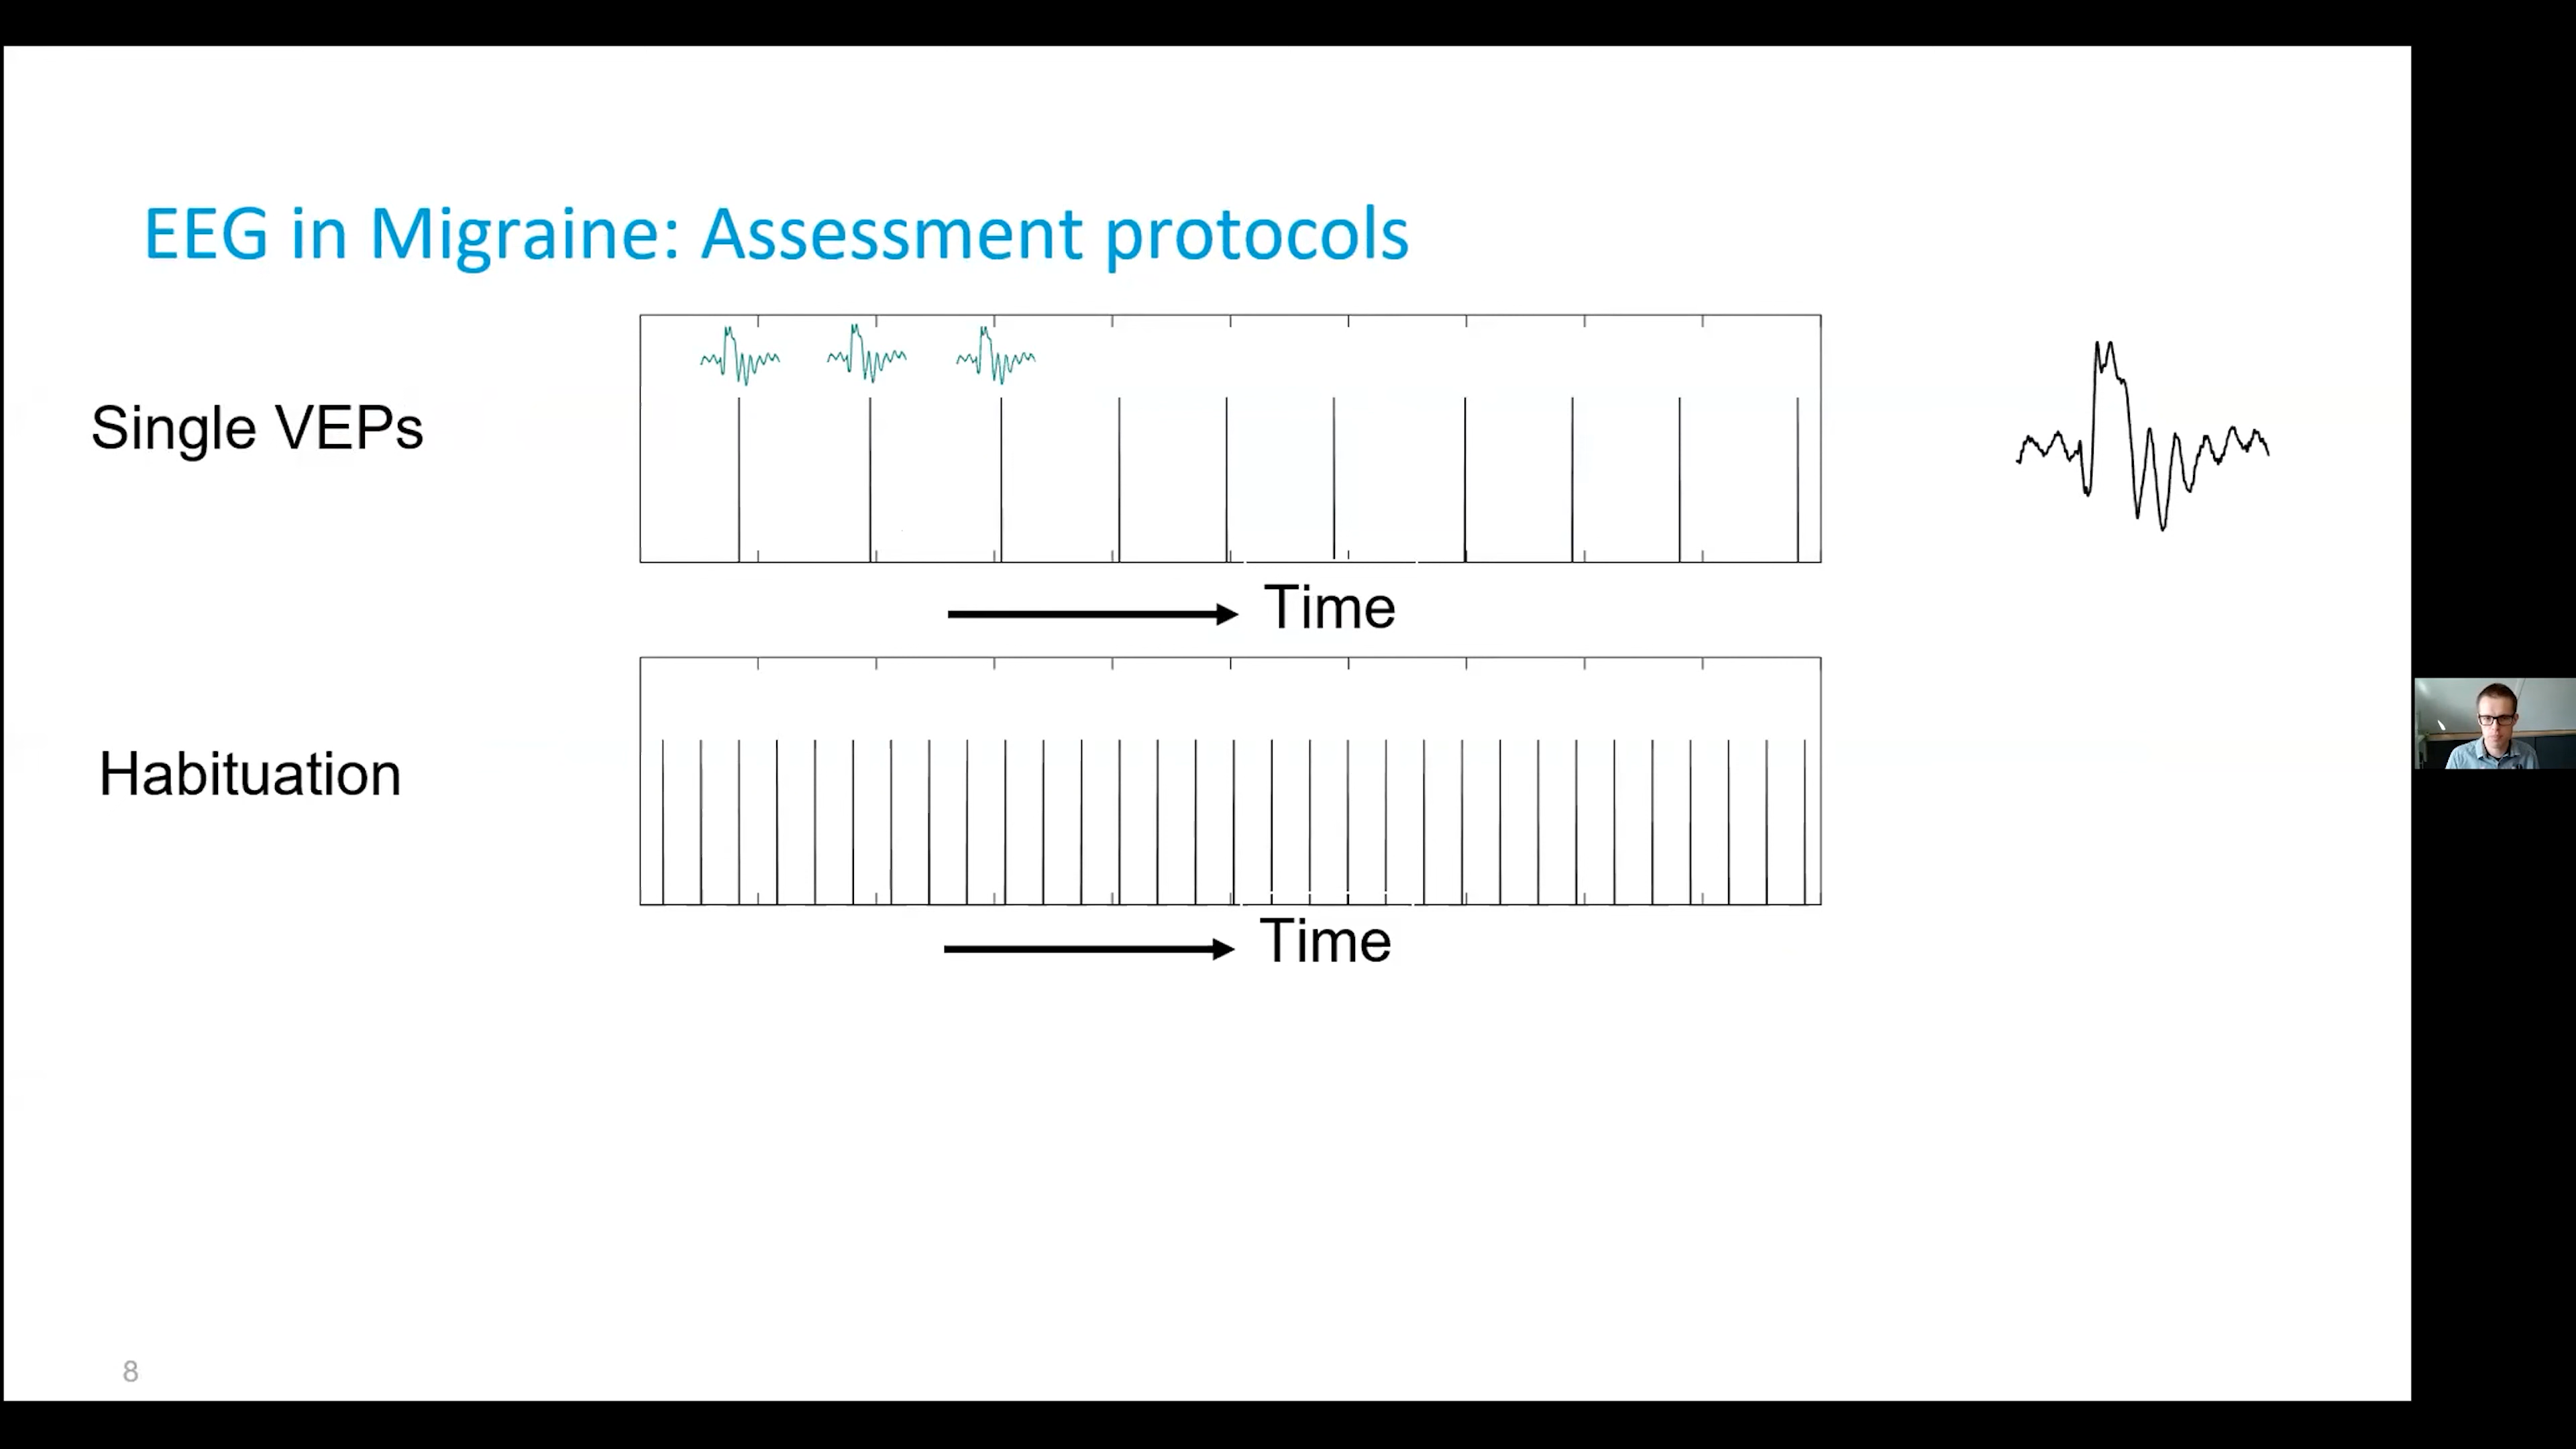 EEG in Migraine: Assessment protocols
Single VEPs
Time
Habituation
Time
8